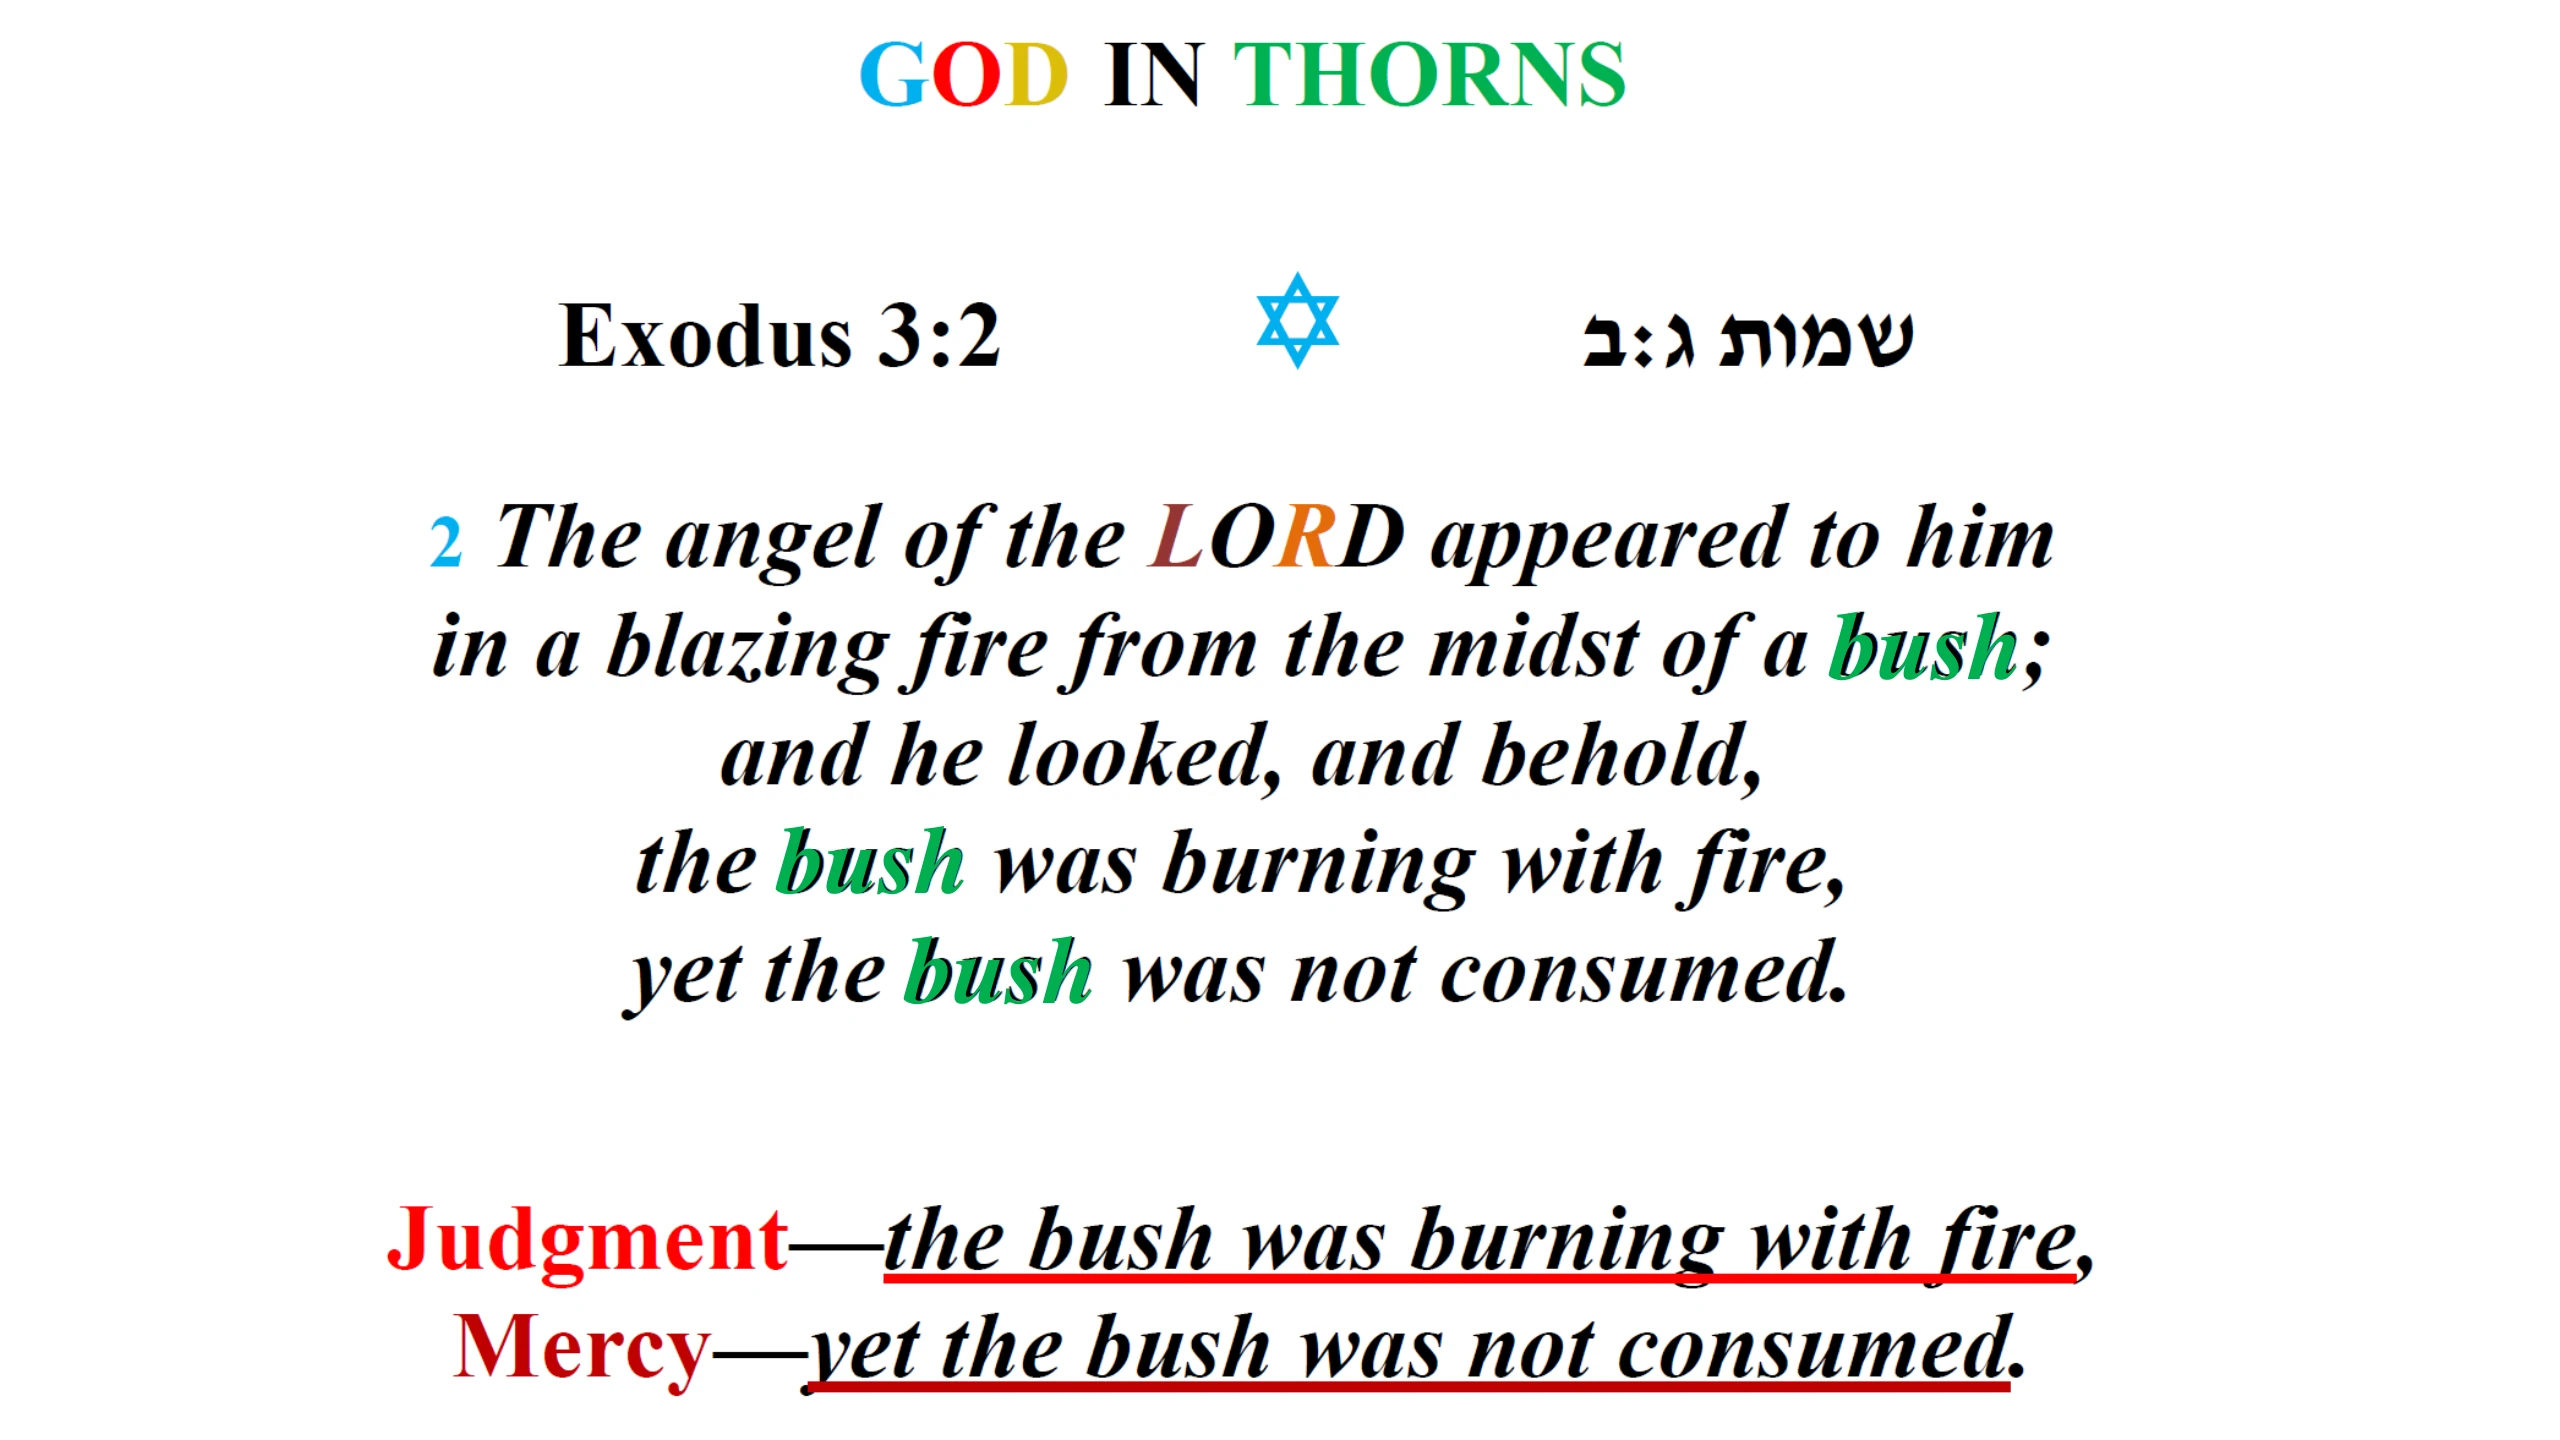 GOD IN THORNS
Exodus 3:2 ✡ שמות ג:ב
2 The angel of the LORD appeared to him
in a blazing fire from the midst of a bush;
and he looked, and behold,
the bush was burning with fire,
yet the bush was not consumed.
Judgment—the bush was burning with fire,
Mercy—yet the bush was not consumed.